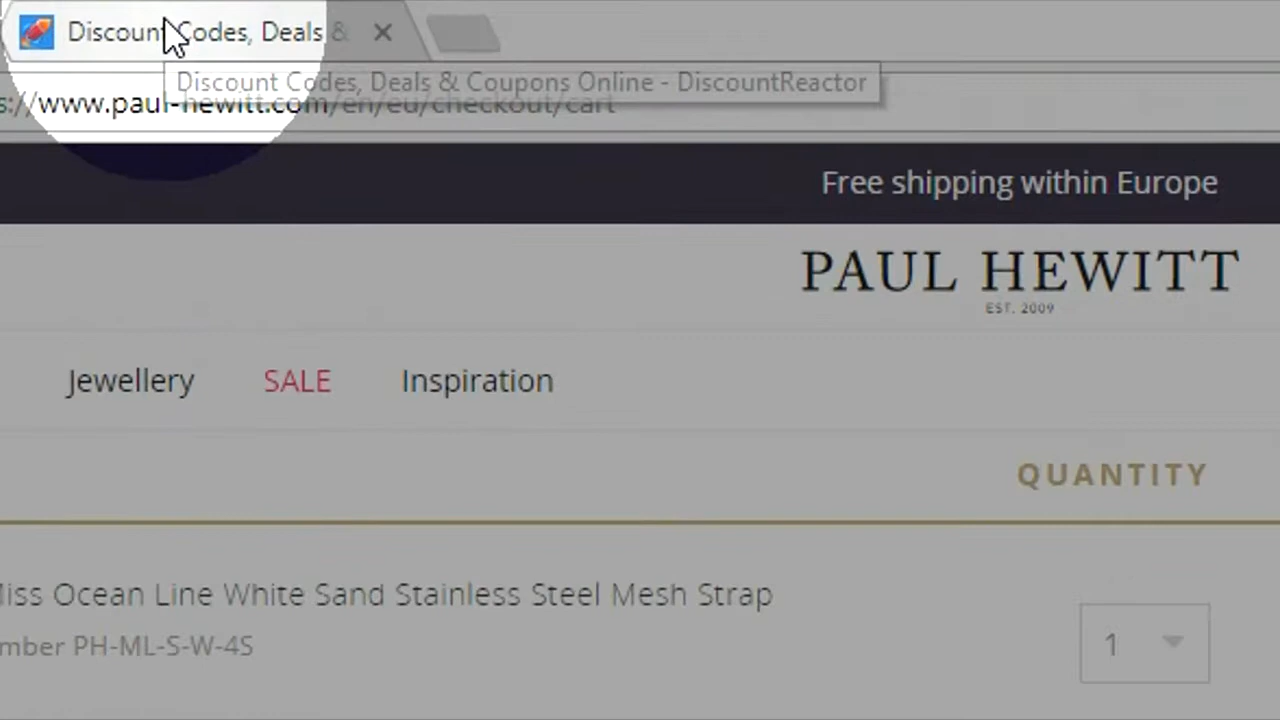 Discount Codes, Deals &
Discount Codes, Deals & Coupons Online - DiscountReactor
s://www.paul-hewitt.com/en/eu/checkout/cart
Free shipping within Europe
PAUL HEWITT
EST. 2009
Jewellery SALE Inspiration
QUANTITY
Miss Ocean Line White Sand Stainless Steel Mesh Strap
mber PH-ML-S-W-4S
1